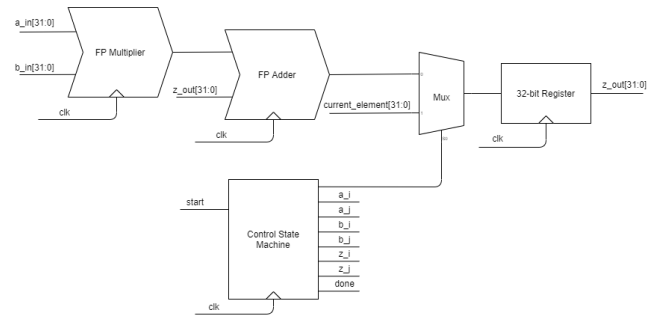 a_in[31:0]
FP Multiplier
b_in[31:0]
clk
FP Adder
z_out[31:0]
clk
current_element[31:0]
Mux
32-bit Register
z_out[31:0]
clk
start
Control State
Machine
a_i
a_j
b_i
b_j
z_i
z_j
done
clk